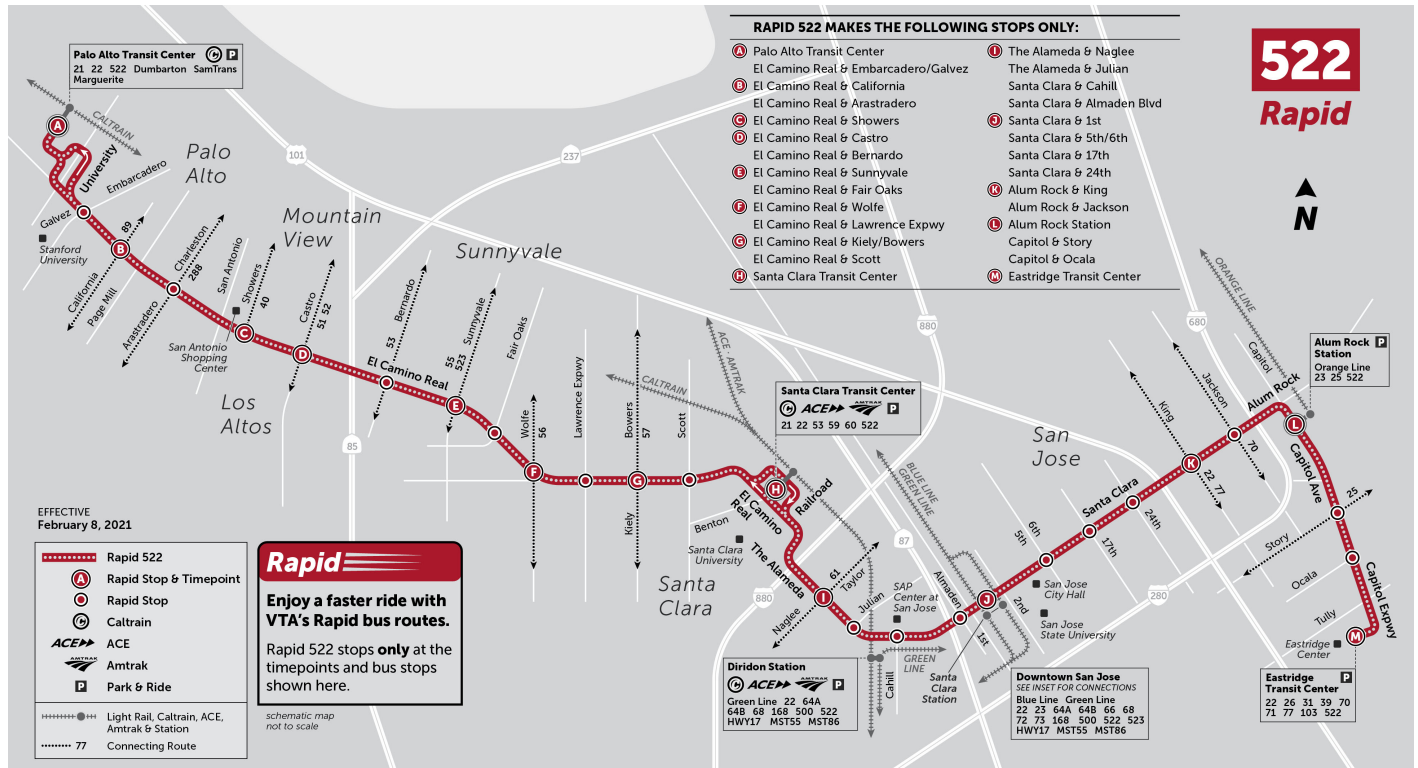 Palo Alto Transit Center
21 22 522 Dumbarton SamTrans
Marguerite
RAPID 522 MAKES THE FOLLOWING STOPS ONLY:
A Palo Alto Transit Center
El Camino Real & Embarcadero/Galvez
B El Camino Real & California
El Camino Real & Arastradero
C El Camino Real & Showers
D El Camino Real & Castro
El Camino Real & Bernardo
E El Camino Real & Sunnyvale
El Camino Real & Fair Oaks
F El Camino Real & Wolfe
El Camino Real & Lawrence Expwy
G El Camino Real & Kiely/Bowers
El Camino Real & Scott
H Santa Clara Transit Center
I The Alameda & Naglee
The Alameda & Julian
Santa Clara & Cahill
Santa Clara & Almaden Blvd
J Santa Clara & 1st
Santa Clara & 5th/6th
Santa Clara & 17th
Santa Clara & 24th
K Alum Rock & King
Alum Rock & Jackson
L Alum Rock Station
Capitol & Story
Capitol & Ocala
M Eastridge Transit Center
522
Rapid
N
CALTRAIN
A
University
Embarcadero
Palo
Alto
101
237
Galvez
Stanford
University
B
89
California
Page Mill
Charleston
288
Arastradero
Mountain
View
San Antonio
Showers
40
San Antonio
Shopping
Center
C
Castro
51 52
D
Los
Altos
85
Bernardo
53
El Camino Real
Sunnyvale
Sunnyvale
55
523
E
Fair Oaks
Wolfe
56
F
Lawrence Expwy
Bowers
57
G
Kiely
Scott
CALTRAIN
ACE - AMTRAK
Santa Clara Transit Center
C ACE AMTRAK P
21 22 53 59 60 522
H
El Camino
Real
Railroad
Benton
Santa Clara
University
The Alameda
Santa
Clara
880
880
I
61
Taylor
Naglee
Julian
87
SAP
Center at
San Jose
BLUE LINE
GREEN LINE
Almaden
J
1st
2nd
GREEN
LINE
Cahill
Santa
Clara
Station
Diridon Station
C ACE AMTRAK P
Green Line 22 64A
64B 68 168 500 522
HWY17 MST55 MST86
Downtown San Jose
SEE INSET FOR CONNECTIONS
Blue Line Green Line
22 23 64A 64B 66 68
72 73 168 500 522 523
HWY17 MST55 MST86
San
Jose
6th
5th
San Jose
City Hall
San Jose
State University
Santa Clara
17th
24th
280
King
K
22
77
Jackson
70
680
ORANGE LINE
Capitol
Alum Rock
Alum Rock
Station
P
Orange Line
23 25 522
L
Capitol Ave
25
Story
Ocala
Tully
Capitol Expwy
Eastridge
Center
M
Eastridge
Transit Center
P
22 26 31 39 70
71 77 103 522
EFFECTIVE
February 8, 2021
Rapid 522
A Rapid Stop & Timepoint
Rapid Stop
C Caltrain
ACE ACE
AMTRAK Amtrak
P Park & Ride
Light Rail, Caltrain, ACE,
Amtrak & Station
77 Connecting Route
Rapid
Enjoy a faster ride with
VTA's Rapid bus routes.
Rapid 522 stops only at the
timepoints and bus stops
shown here.
schematic map
not to scale